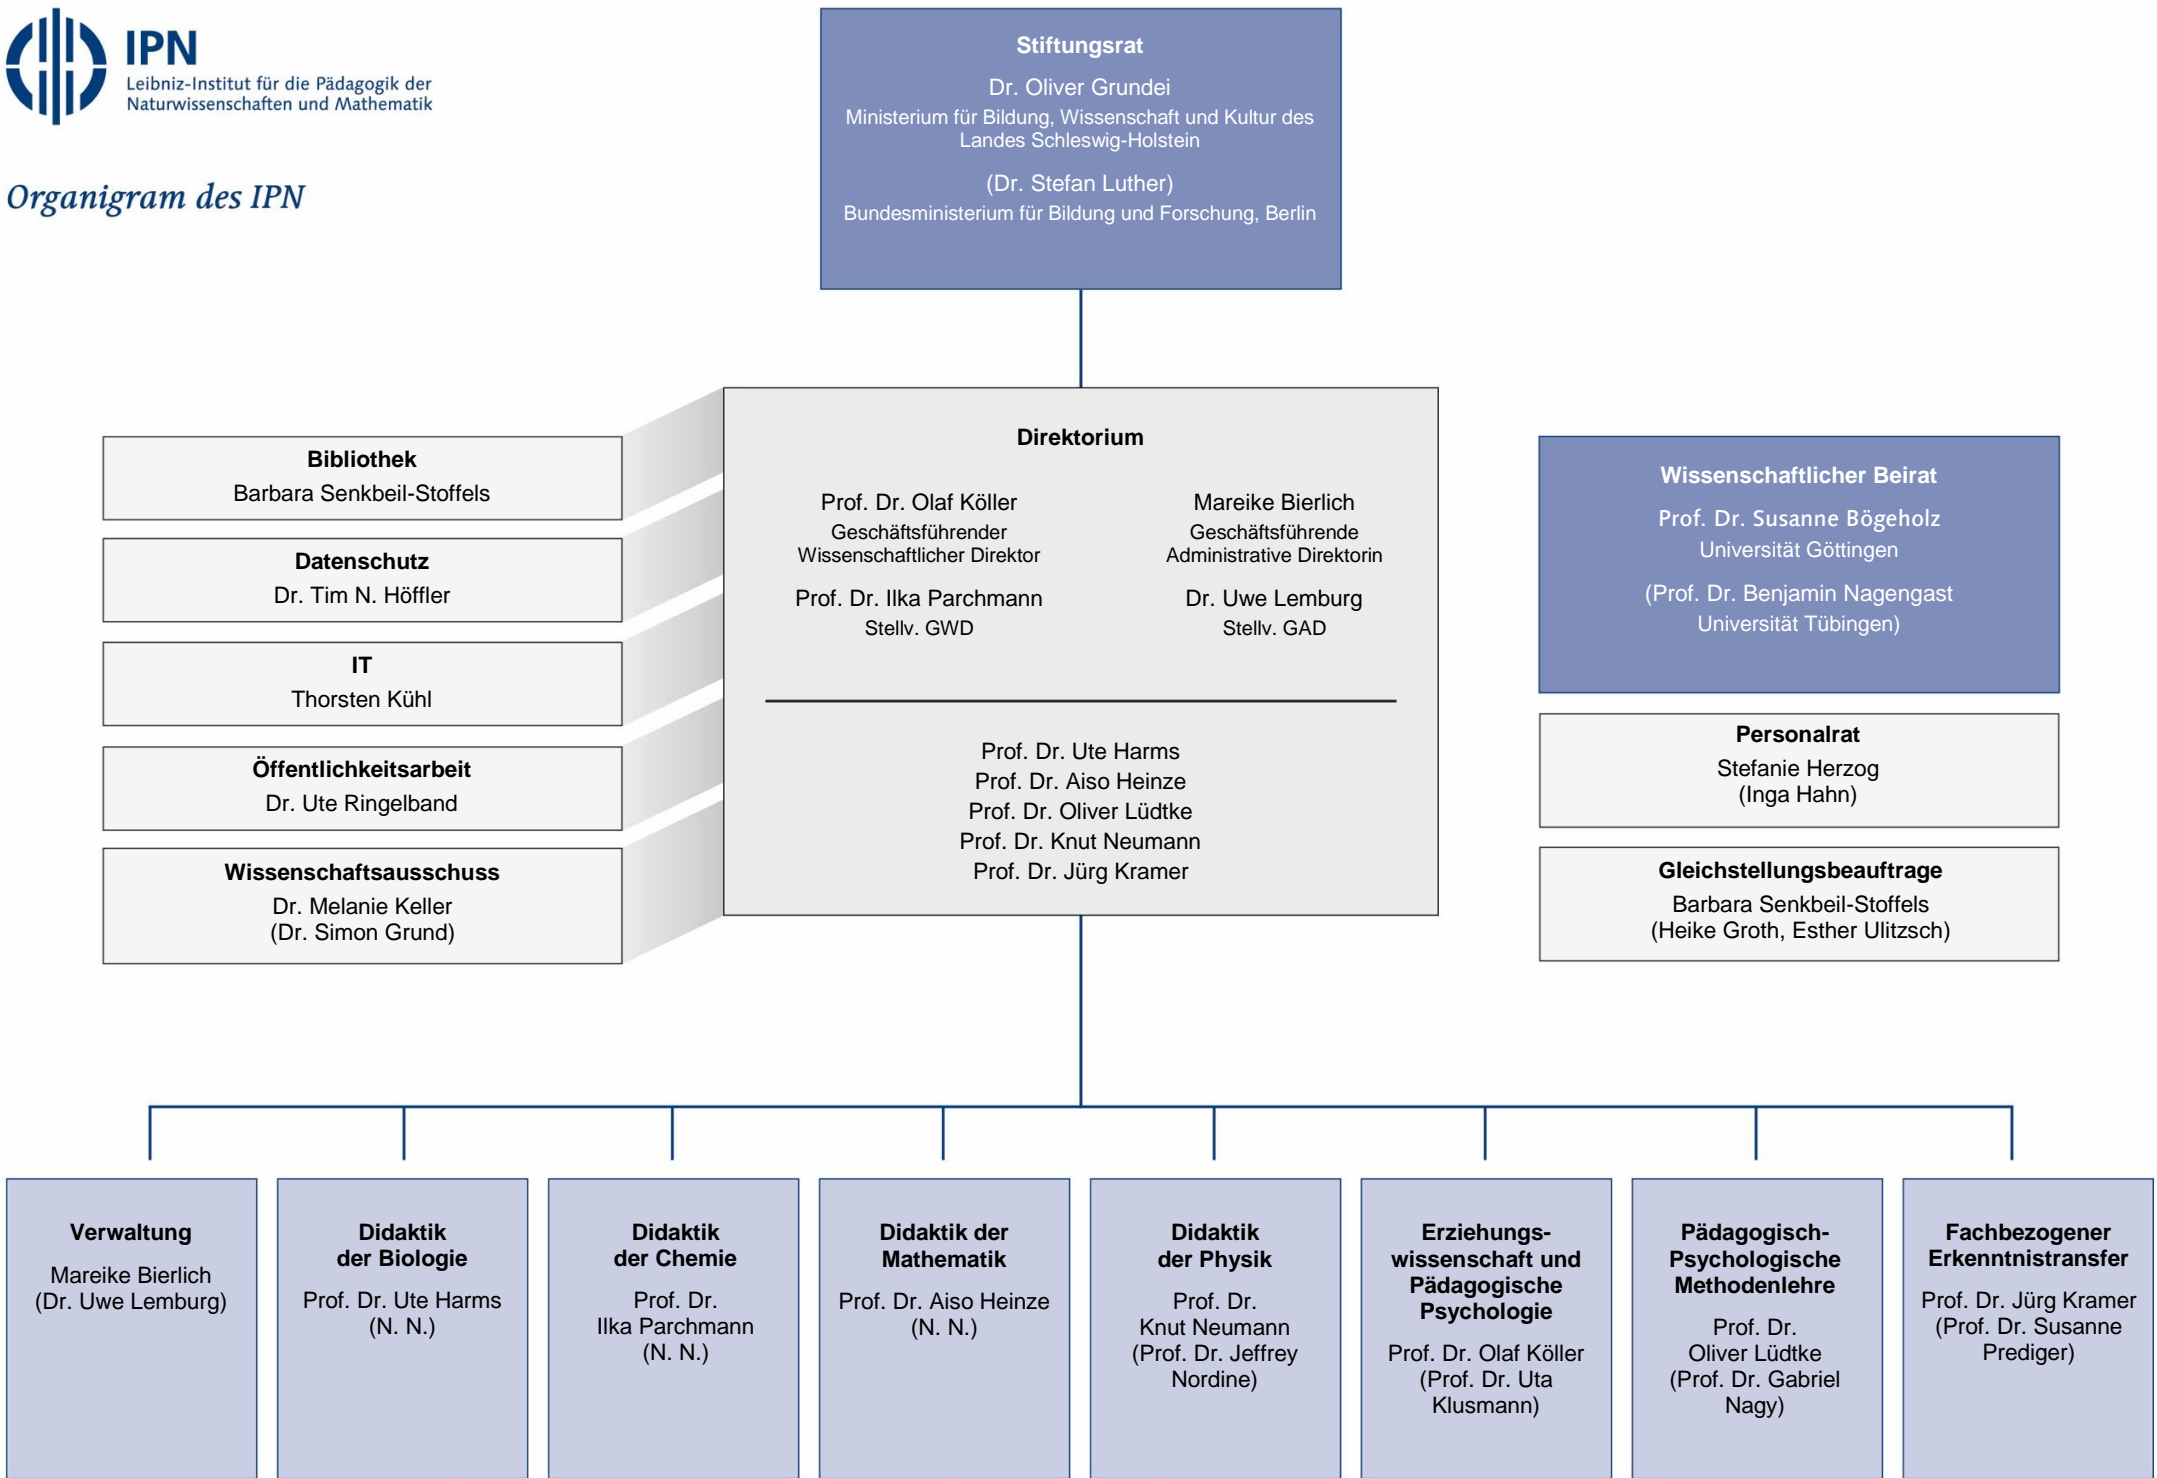 IPN
Leibniz-Institut für die Pädagogik der
Naturwissenschaften und Mathematik
Organigram des IPN
Stiftungsrat
Dr. Oliver Grundei
Ministerium für Bildung, Wissenschaft und Kultur des
Landes Schleswig-Holstein
(Dr. Stefan Luther)
Bundesministerium für Bildung und Forschung, Berlin
Bibliothek
Barbara Senkbeil-Stoffels
Datenschutz
Dr. Tim N. Höffler
IT
Thorsten Kühl
Öffentlichkeitsarbeit
Dr. Ute Ringelband
Wissenschaftsausschuss
Dr. Melanie Keller
(Dr. Simon Grund)
Direktorium
Prof. Dr. Olaf Köller
Geschäftsführender
Wissenschaftlicher Direktor
Prof. Dr. Ilka Parchmann
Stellv. GWD
Mareike Bierlich
Geschäftsführende
Administrative Direktorin
Dr. Uwe Lemburg
Stellv. GAD
Prof. Dr. Ute Harms
Prof. Dr. Aiso Heinze
Prof. Dr. Oliver Lüdtke
Prof. Dr. Knut Neumann
Prof. Dr. Jürg Kramer
Wissenschaftlicher Beirat
Prof. Dr. Susanne Bögeholz
Universität Göttingen
(Prof. Dr. Benjamin Nagengast
Universität Tübingen)
Personalrat
Stefanie Herzog
(Inga Hahn)
Gleichstellungsbeauftrage
Barbara Senkbeil-Stoffels
(Heike Groth, Esther Ulitzsch)
Verwaltung
Mareike Bierlich
(Dr. Uwe Lemburg)
Didaktik
der Biologie
Prof. Dr. Ute Harms
(N. N.)
Didaktik
der Chemie
Prof. Dr.
Ilka Parchmann
(N. N.)
Didaktik der
Mathematik
Prof. Dr. Aiso Heinze
(N. N.)
Didaktik
der Physik
Prof. Dr.
Knut Neumann
(Prof. Dr. Jeffrey
Nordine)
Erziehungs-
wissenschaft und
Pädagogische
Psychologie
Prof. Dr. Olaf Köller
(Prof. Dr. Uta
Klusmann)
Pädagogisch-
Psychologische
Methodenlehre
Prof. Dr.
Oliver Lüdtke
(Prof. Dr. Gabriel
Nagy)
Fachbezogener
Erkenntnistransfer
Prof. Dr. Jürg Kramer
(Prof. Dr. Susanne
Prediger)